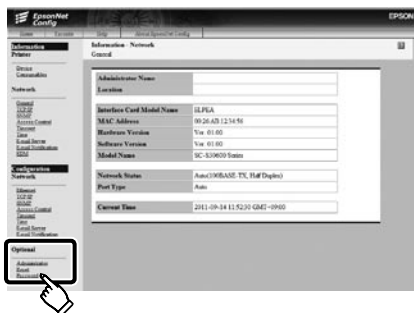 EpsonNet
Config
EPSON
Home
Favorite
Help
About EpsonNet Config
Information
Printer
Device
Consumables
Network
General
TCP/IP
SNMP
Access Control
Timeout
Time
E-mail Server
E-mail Notification
Configuration
Network
Ethernet
TCP/IP
SNMP
Access Control
Timeout
Time
E-mail Server
E-mail Notification
Optional
Administrator
Reset
Password
Information - Network
General
Administrator Name
Location
Interface Card Model Name
MAC Address
Hardware Version Ver. 01.00
Software Version Ver. 01.00
Model Name SC-S30600 Series
Network Status Auto(100BASE-TX, Half Duplex)
Port Type Auto
Current Time